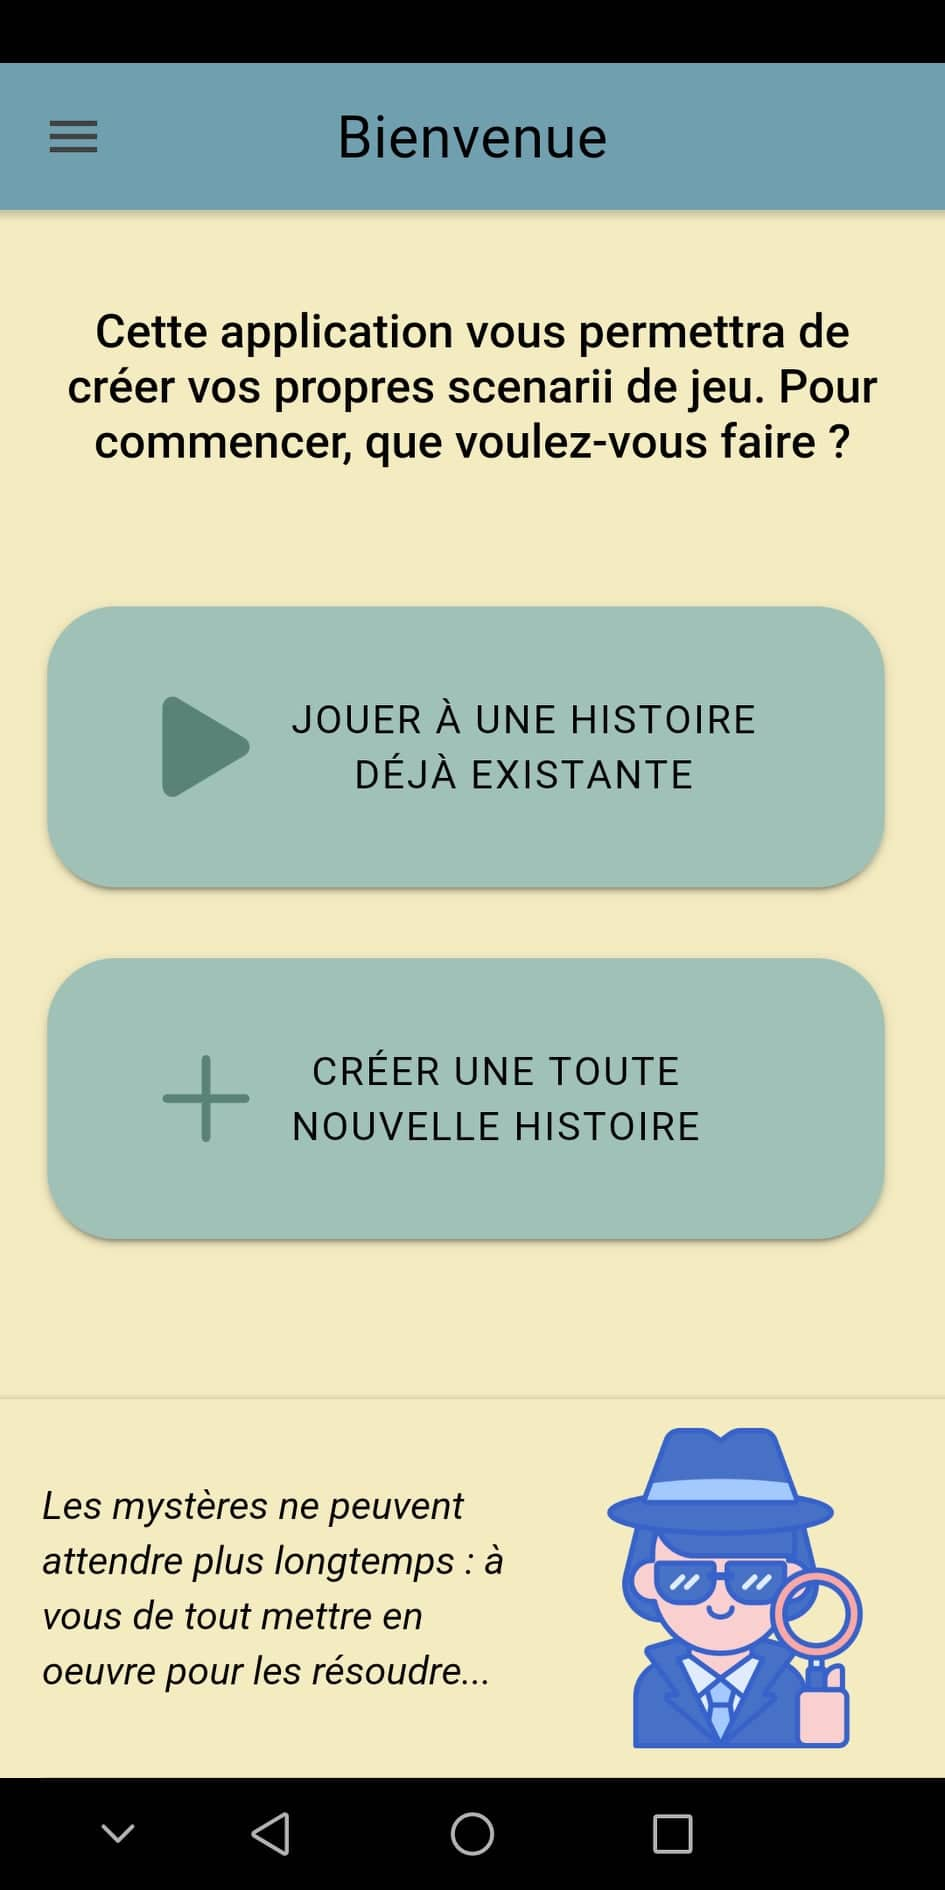 Bienvenue
Cette application vous permettra de
créer vos propres scenarii de jeu. Pour
commencer, que voulez-vous faire ?
JOUER À UNE HISTOIRE
DÉJÀ EXISTANTE
CRÉER UNE TOUTE
NOUVELLE HISTOIRE
Les mystères ne peuvent
attendre plus longtemps : à
vous de tout mettre en
oeuvre pour les résoudre...